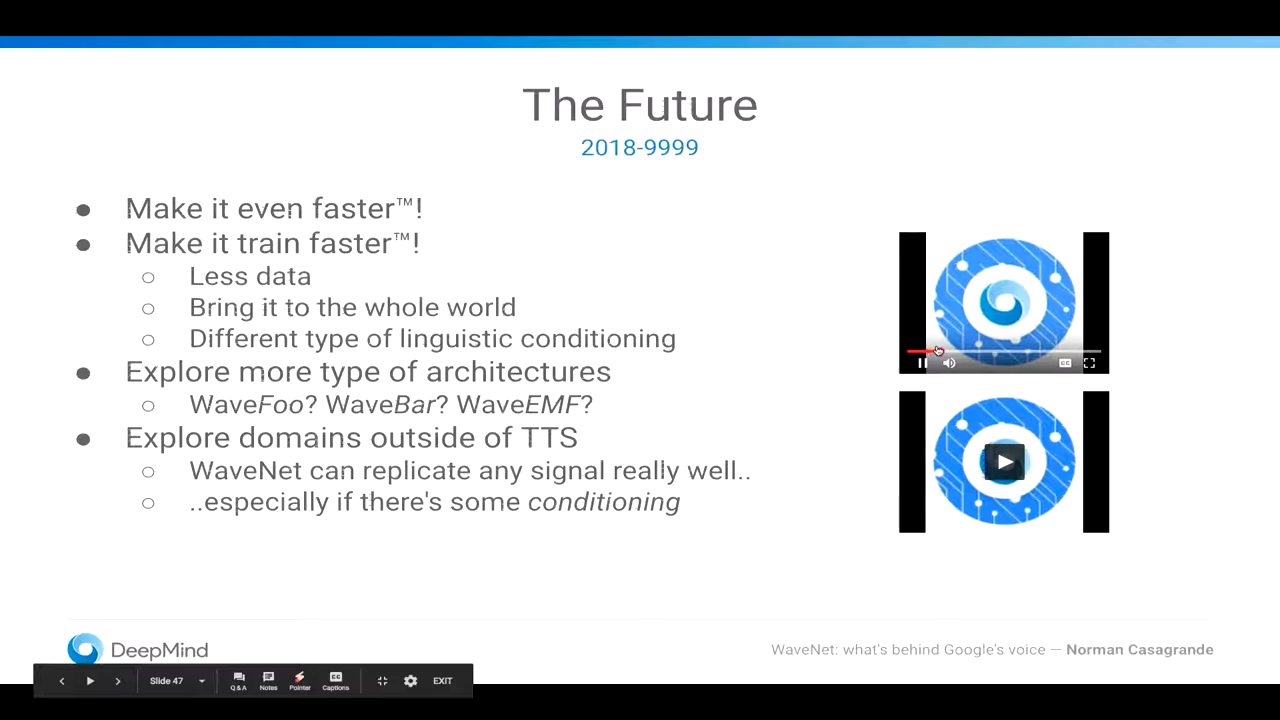 The Future
2018-9999
● Make it even faster™!
● Make it train faster™!
○ Less data
○ Bring it to the whole world
○ Different type of linguistic conditioning
● Explore more type of architectures
○ WaveFoo? WaveBar? WaveEMF?
● Explore domains outside of TTS
○ WaveNet can replicate any signal really well..
○ ..especially if there's some conditioning
CC
DeepMind
WaveNet: what's behind Google's voice — Norman Casagrande
Slide 47
Q&A
Notes
Pointer
CC
Captions
EXIT